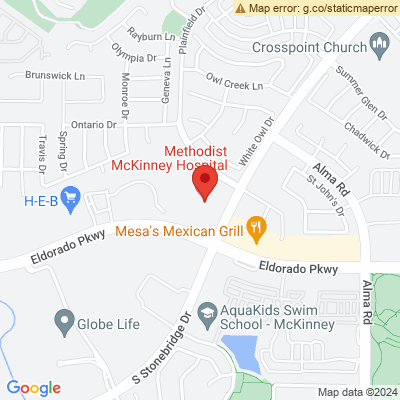 Map error: g.co/staticmaperror
Rayburn Ln
Plainfield Dr
Olympia Dr
Crosspoint Church
Brunswick Ln
Monroe Dr
Geneva Ln
Owl Creek Ln
Summer Glen Dr
Ontario Dr
White Owl Dr
Chadwick Dr
Travis Dr
Spring Dr
Methodist
McKinney Hospital
Alma Rd
St John's Dr
H-E-B
Mesa's Mexican Grill
Eldorado Pkwy
Eldorado Pkwy
Alma Rd
Globe Life
S Stonebridge Dr
AquaKids Swim
School - McKinney
Google
Map data ©2024